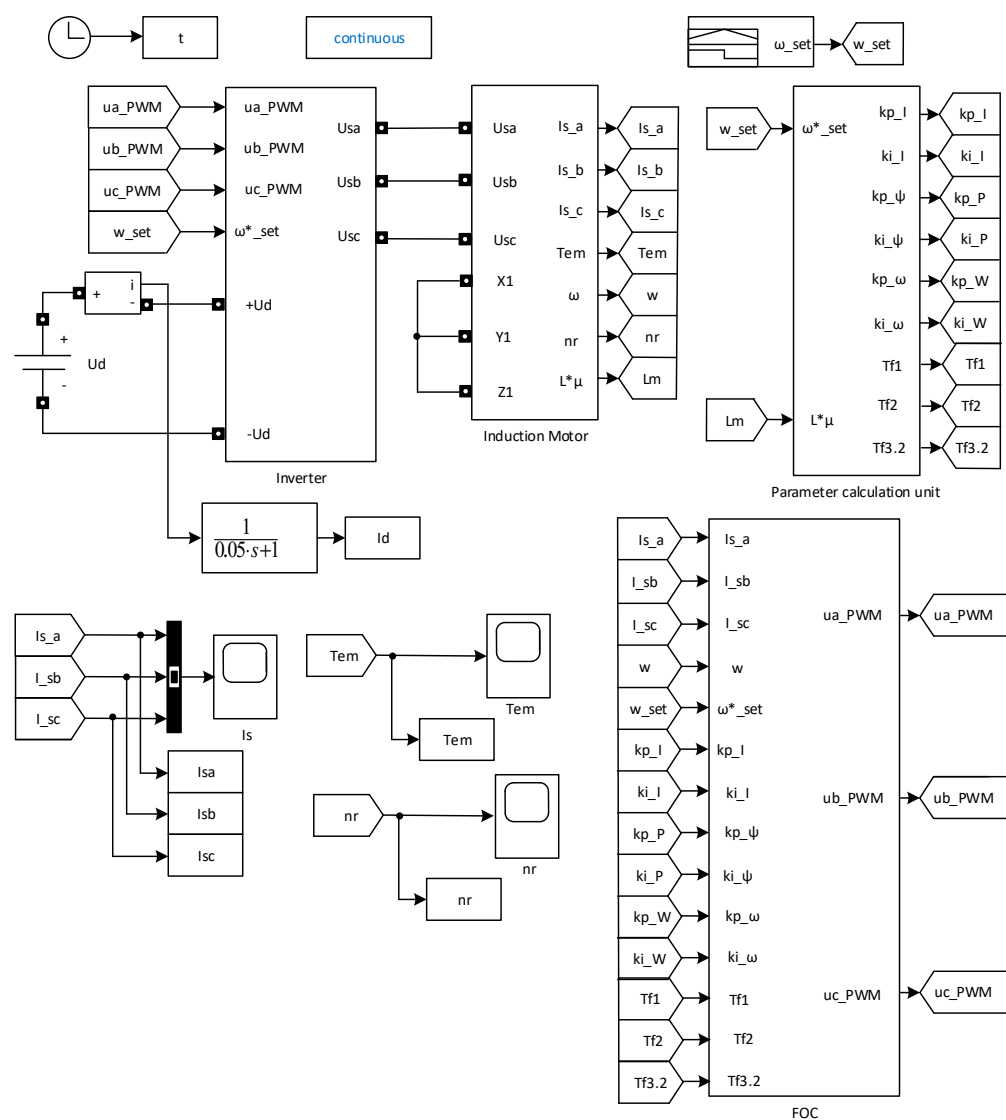 t
continuous
ω_set
w_set
ua_PWM
ub_PWM
uc_PWM
w_set
ua_PWM
ub_PWM
uc_PWM
ω*_set
+Ud
-Ud
Usa
Usb
Usc
Inverter
+
i
-
+
Ud
-
Usa
Usb
Usc
X1
Y1
Z1
Is_a
Is_b
Is_c
Tem
ω
nr
L*μ
Induction Motor
Is_a
Is_b
Is_c
Tem
w
nr
Lm
w_set
Lm
ω*_set
L*μ
kp_I
ki_I
kp_ψ
ki_ψ
kp_ω
ki_ω
Tf1
Tf2
Tf3.2
Parameter calculation unit
kp_I
ki_I
kp_P
ki_P
kp_W
ki_W
Tf1
Tf2
Tf3.2
1
0.05·s+1
Id
Is_a
I_sb
I_sc
Is
Isa
Isb
Isc
Tem
Tem
Tem
nr
nr
nr
Is_a
I_sb
I_sc
w
w_set
kp_I
ki_I
kp_P
ki_P
kp_W
ki_W
Tf1
Tf2
Tf3.2
Is_a
I_sb
I_sc
w
ω*_set
kp_I
ki_I
kp_ψ
ki_ψ
kp_ω
ki_ω
Tf1
Tf2
Tf3.2
ua_PWM
ub_PWM
uc_PWM
FOC
ua_PWM
ub_PWM
uc_PWM